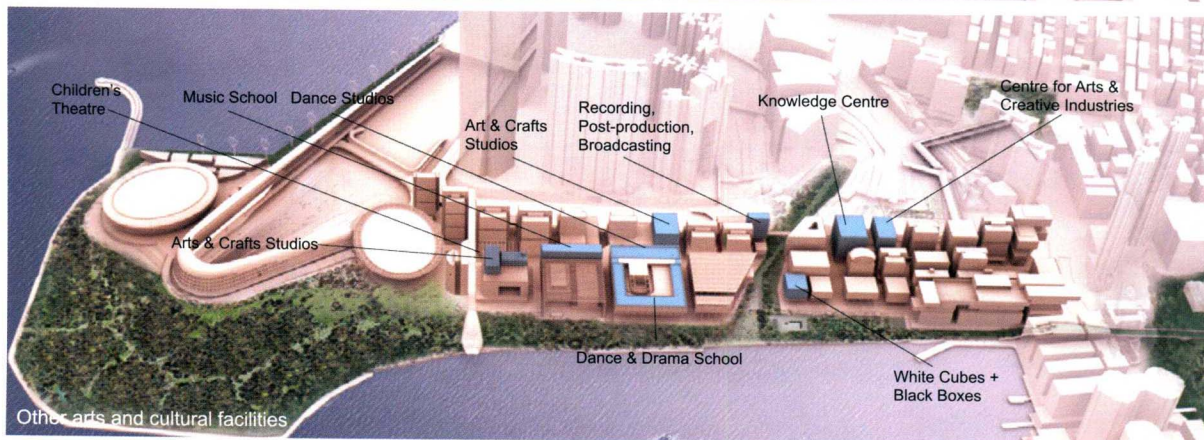 Children's
Theatre
Music School
Dance Studios
Art & Crafts
Studios
Recording,
Post-production,
Broadcasting
Knowledge Centre
Centre for Arts &
Creative Industries
Arts & Crafts Studios
Dance & Drama School
White Cubes +
Black Boxes
Other arts and cultural facilities